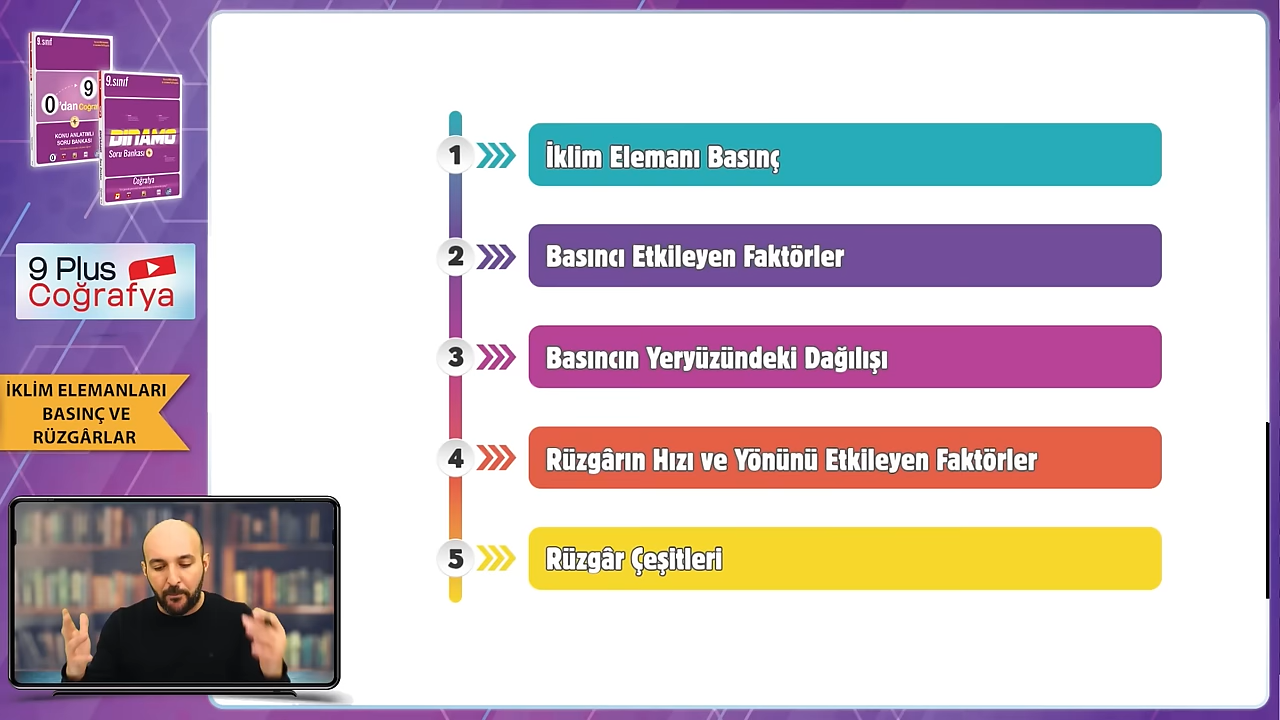 9.sınıf
0'dan
9
Coğrafya
KONU ANLATIMLI
SORU BANKASI
9.sınıf
DİNAMO
Soru Bankası
Coğrafya
9 Plus
Coğrafya
İKLİM ELEMANLARI
BASINÇ VE
RÜZGÂRLAR
1
İklim Elemanı Basınç
2
Basıncı Etkileyen Faktörler
3
Basıncın Yeryüzündeki Dağılışı
4
Rüzgârın Hızı ve Yönünü Etkileyen Faktörler
5
Rüzgâr Çeşitleri